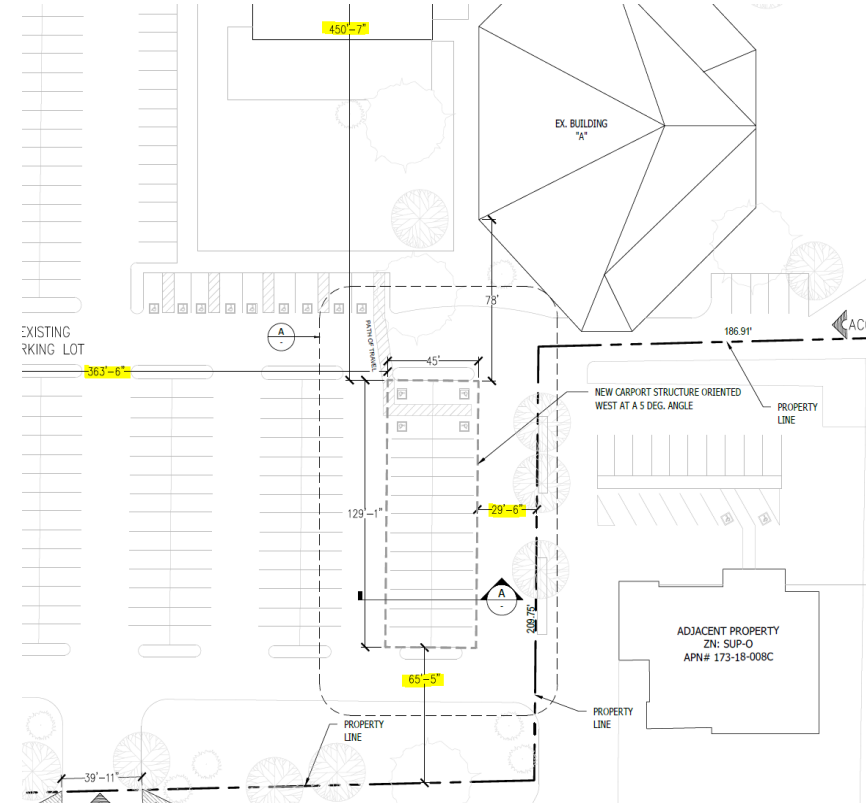 450'-7"
EX. BUILDING
"A"
78'
EXISTING
RKING LOT
A
-
PATH OF TRAVEL
186.91'
ACC
363'-6"
45'
NEW CARPORT STRUCTURE ORIENTED
WEST AT A 5 DEG. ANGLE
PROPERTY
LINE
129'-1"
29'-6"
A
-
209.75'
ADJACENT PROPERTY
ZN: SUP-O
APN# 173-18-008C
65'-5"
PROPERTY
LINE
PROPERTY
LINE
39'-11"